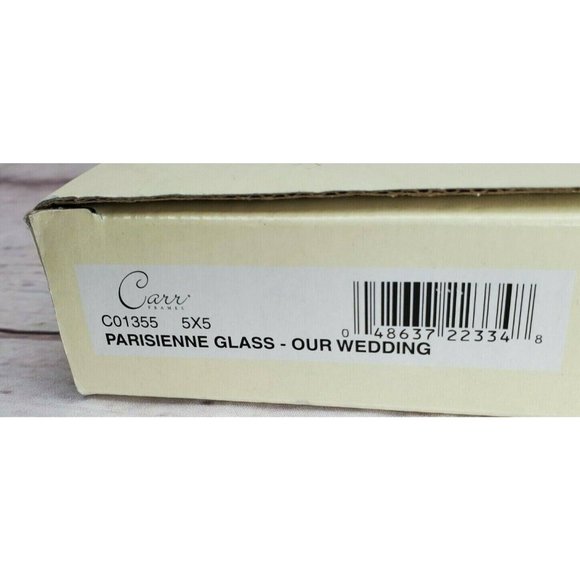 Carr
FRAMES
C01355 5X5
PARISIENNE GLASS - OUR WEDDING
0 48637 22334 8